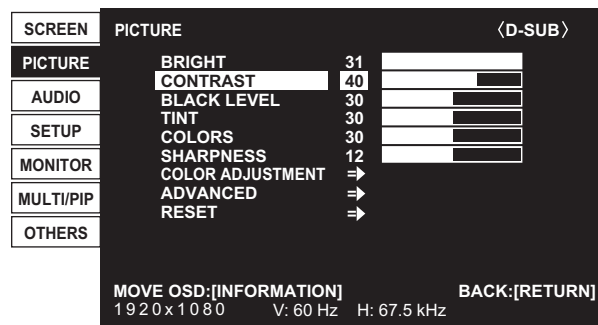 SCREEN
PICTURE
AUDIO
SETUP
MONITOR
MULTI/PIP
OTHERS
PICTURE 〈D-SUB〉
BRIGHT 31
CONTRAST 40
BLACK LEVEL 30
TINT 30
COLORS 30
SHARPNESS 12
COLOR ADJUSTMENT
ADVANCED
RESET
MOVE OSD:[INFORMATION] BACK:[RETURN]
1920x1080 V: 60 Hz H: 67.5 kHz